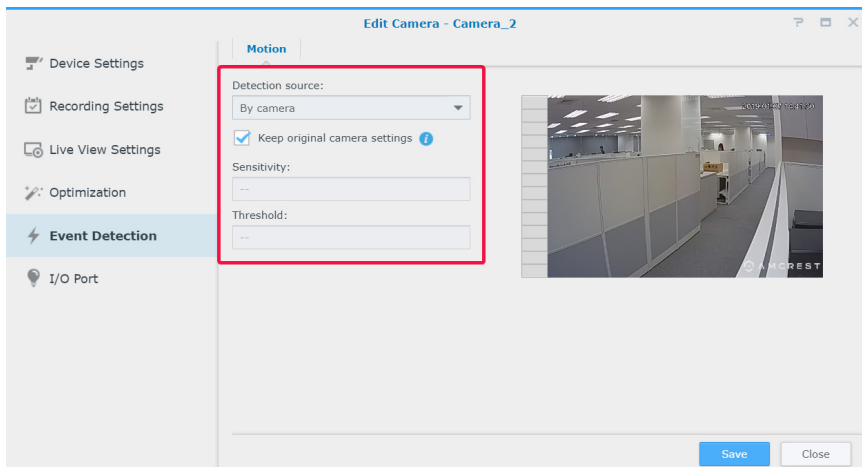 Edit Camera - Camera_2
Device Settings
Recording Settings
Live View Settings
Optimization
Event Detection
I/O Port
Motion
Detection source:
By camera
Keep original camera settings
Sensitivity:
--
Threshold:
--
AMCREST
Save
Close